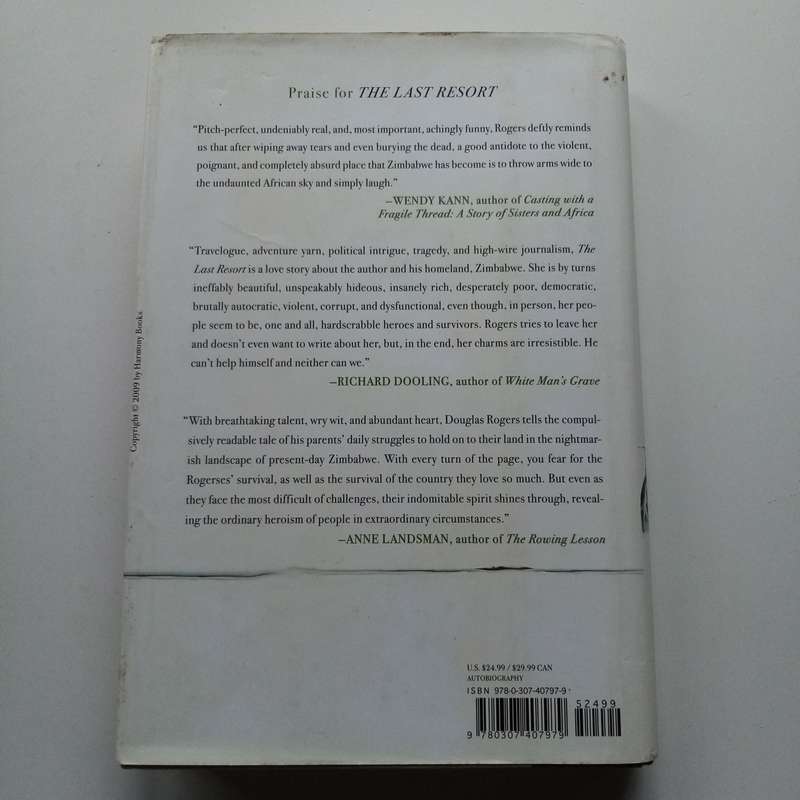 Praise for THE LAST RESORT
“Pitch-perfect, undeniably real, and, most important, achingly funny, Rogers deftly reminds
us that after wiping away tears and even burying the dead, a good antidote to the violent,
poignant, and completely absurd place that Zimbabwe has become is to throw arms wide to
the undaunted African sky and simply laugh.”
–WENDY KANN, author of Casting with a
Fragile Thread: A Story of Sisters and Africa
“Travelogue, adventure yarn, political intrigue, tragedy, and high-wire journalism, The
Last Resort is a love story about the author and his homeland, Zimbabwe. She is by turns
ineffably beautiful, unspeakably hideous, insanely rich, desperately poor, democratic,
brutally autocratic, violent, corrupt, and dysfunctional, even though, in person, her peo-
ple seem to be, one and all, hardscrabble heroes and survivors. Rogers tries to leave her
and doesn’t even want to write about her, but, in the end, her charms are irresistible. He
can’t help himself and neither can we.”
–RICHARD DOOLING, author of White Man’s Grave
“With breathtaking talent, wry wit, and abundant heart, Douglas Rogers tells the compul-
sively readable tale of his parents’ daily struggles to hold on to their land in the nightmar-
ish landscape of present-day Zimbabwe. With every turn of the page, you fear for the
Rogerses’ survival, as well as the survival of the country they love so much. But even as
they face the most difficult of challenges, their indomitable spirit shines through, reveal-
ing the ordinary heroism of people in extraordinary circumstances.”
–ANNE LANDSMAN, author of The Rowing Lesson
Copyright © 2009 by Harmony Books
U.S. $24.99 / $29.99 CAN
AUTOBIOGRAPHY
ISBN 978-0-307-40797-9
52499
9 780307 407979